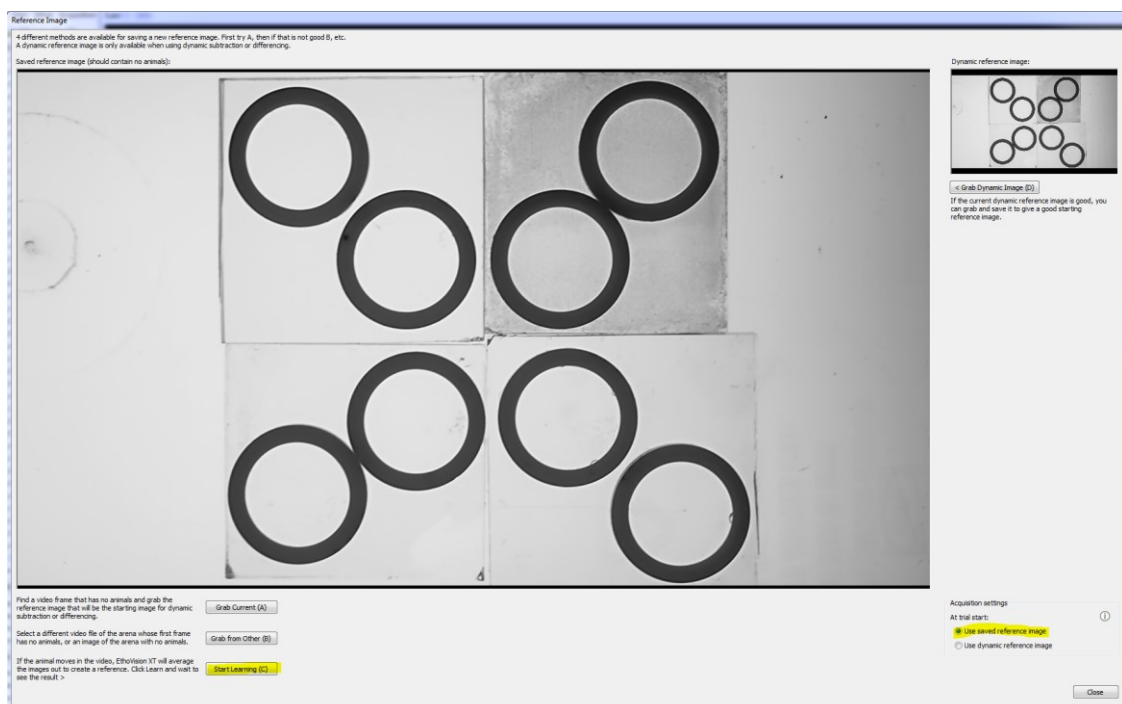 Reference Image
4 different methods are available for saving a new reference image. First try A, then if that is not good B, etc.
A dynamic reference image is only available when using dynamic subtraction or differencing.
Saved reference image (should contain no animals):
Dynamic reference image:
< Grab Dynamic Image (D)
If the current dynamic reference image is good, you
can grab and save it to give a good starting
reference image.
Find a video frame that has no animals and grab the
reference image that will be the starting image for dynamic
subtraction or differencing.
Grab Current (A)
Select a different video file of the arena whose first frame
has no animals, or an image of the arena with no animals.
Grab from Other (B)
If the animal moves in the video, EthoVision XT will average
the images out to create a reference. Click Learn and wait to
see the result >
Start Learning (C)
Acquisition settings
At trial start:
Use saved reference image
Use dynamic reference image
Close